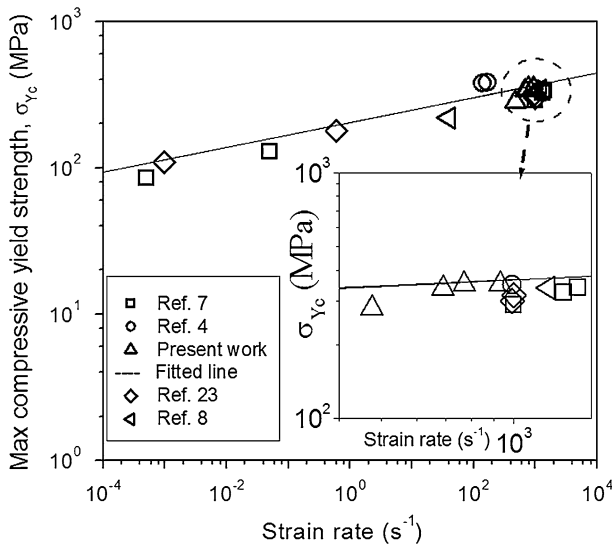 Max compressive yield strength, σYc (MPa)
10³
10²
10¹
10⁰
10⁻⁴
10⁻²
10⁰
10²
10⁴
Strain rate (s⁻¹)
Ref. 7
Ref. 4
Present work
Fitted line
Ref. 23
Ref. 8
σYc (MPa)
10³
10²
Strain rate (s⁻¹)
10³